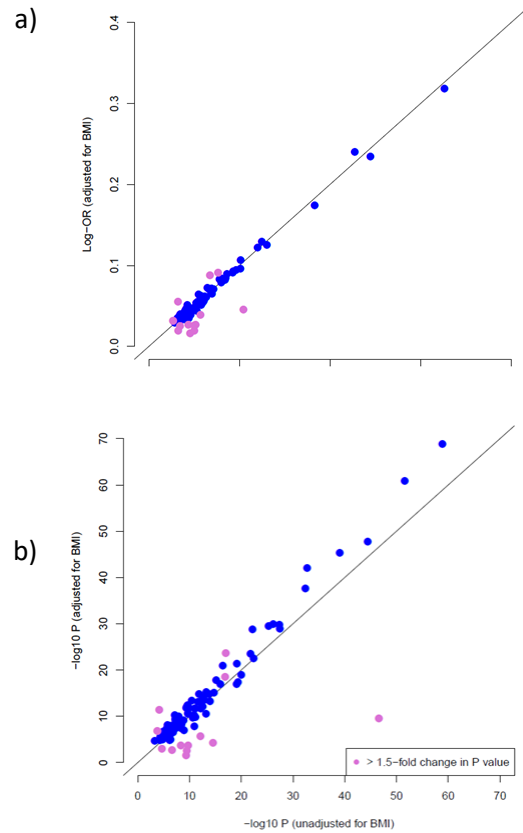 a)
0.4
0.3
0.2
0.1
0.0
Log−OR (adjusted for BMI)
b)
70
60
50
40
30
20
10
0
−log10 P (adjusted for BMI)
> 1.5−fold change in P value
0 10 20 30 40 50 60 70
−log10 P (unadjusted for BMI)